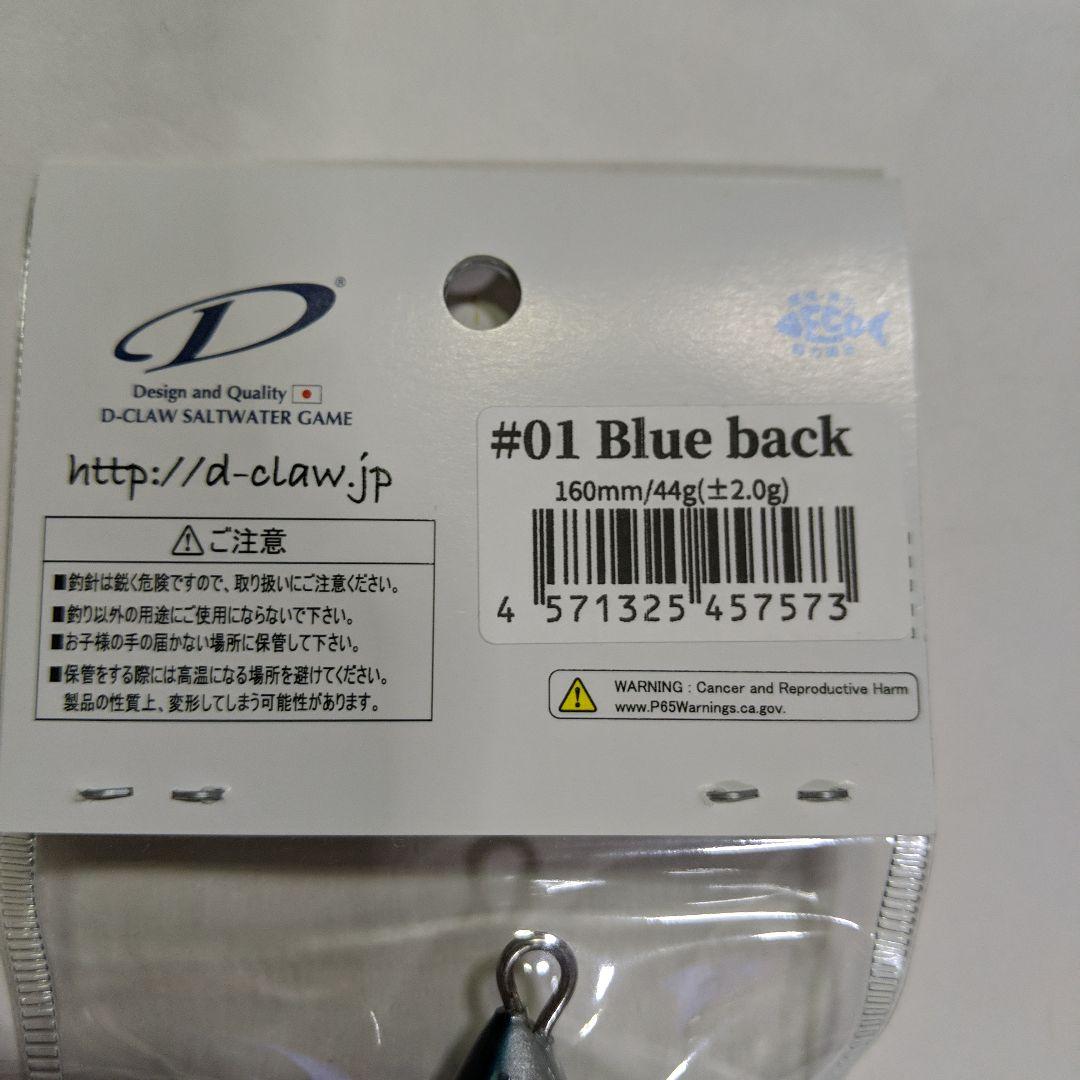 D®
Design and Quality
D-CLAW SALTWATER GAME
http://d-claw.jp
ECO
#01 Blue back
160mm/44g(±2.0g)
4 571325 457573
ご注意
■釣針は鋭く危険ですので、取り扱いにご注意ください。
■釣り以外の用途にご使用にならないで下さい。
■お子様の手の届かない場所に保管して下さい。
■保管をする際には高温になる場所を避けてください。
製品の性質上、変形してしまう可能性があります。
WARNING : Cancer and Reproductive Harm
www.P65Warnings.ca.gov.